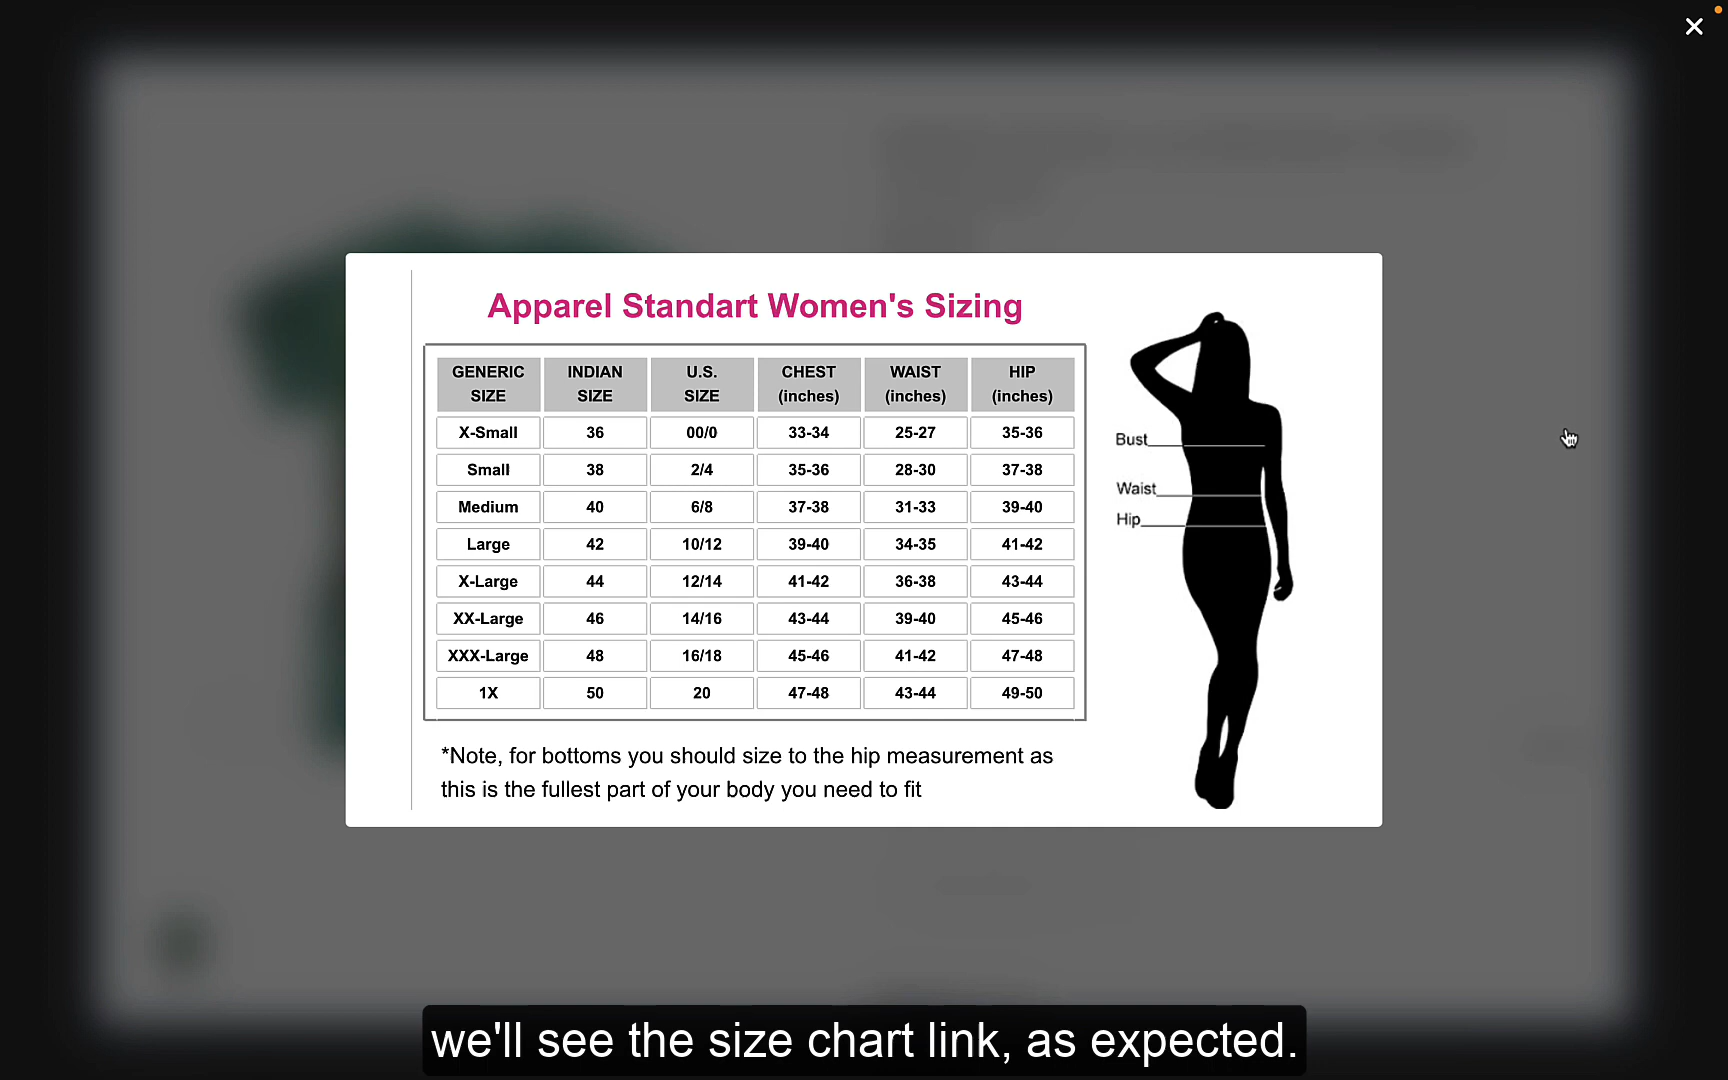 Apparel Standart Women's Sizing
GENERIC SIZE INDIAN SIZE U.S. SIZE CHEST (inches) WAIST (inches) HIP (inches)
X-Small 36 00/0 33-34 25-27 35-36
Small 38 2/4 35-36 28-30 37-38
Medium 40 6/8 37-38 31-33 39-40
Large 42 10/12 39-40 34-35 41-42
X-Large 44 12/14 41-42 36-38 43-44
XX-Large 46 14/16 43-44 39-40 45-46
XXX-Large 48 16/18 45-46 41-42 47-48
1X 50 20 47-48 43-44 49-50
*Note, for bottoms you should size to the hip measurement as
this is the fullest part of your body you need to fit
Bust
Waist
Hip
we'll see the size chart link, as expected.